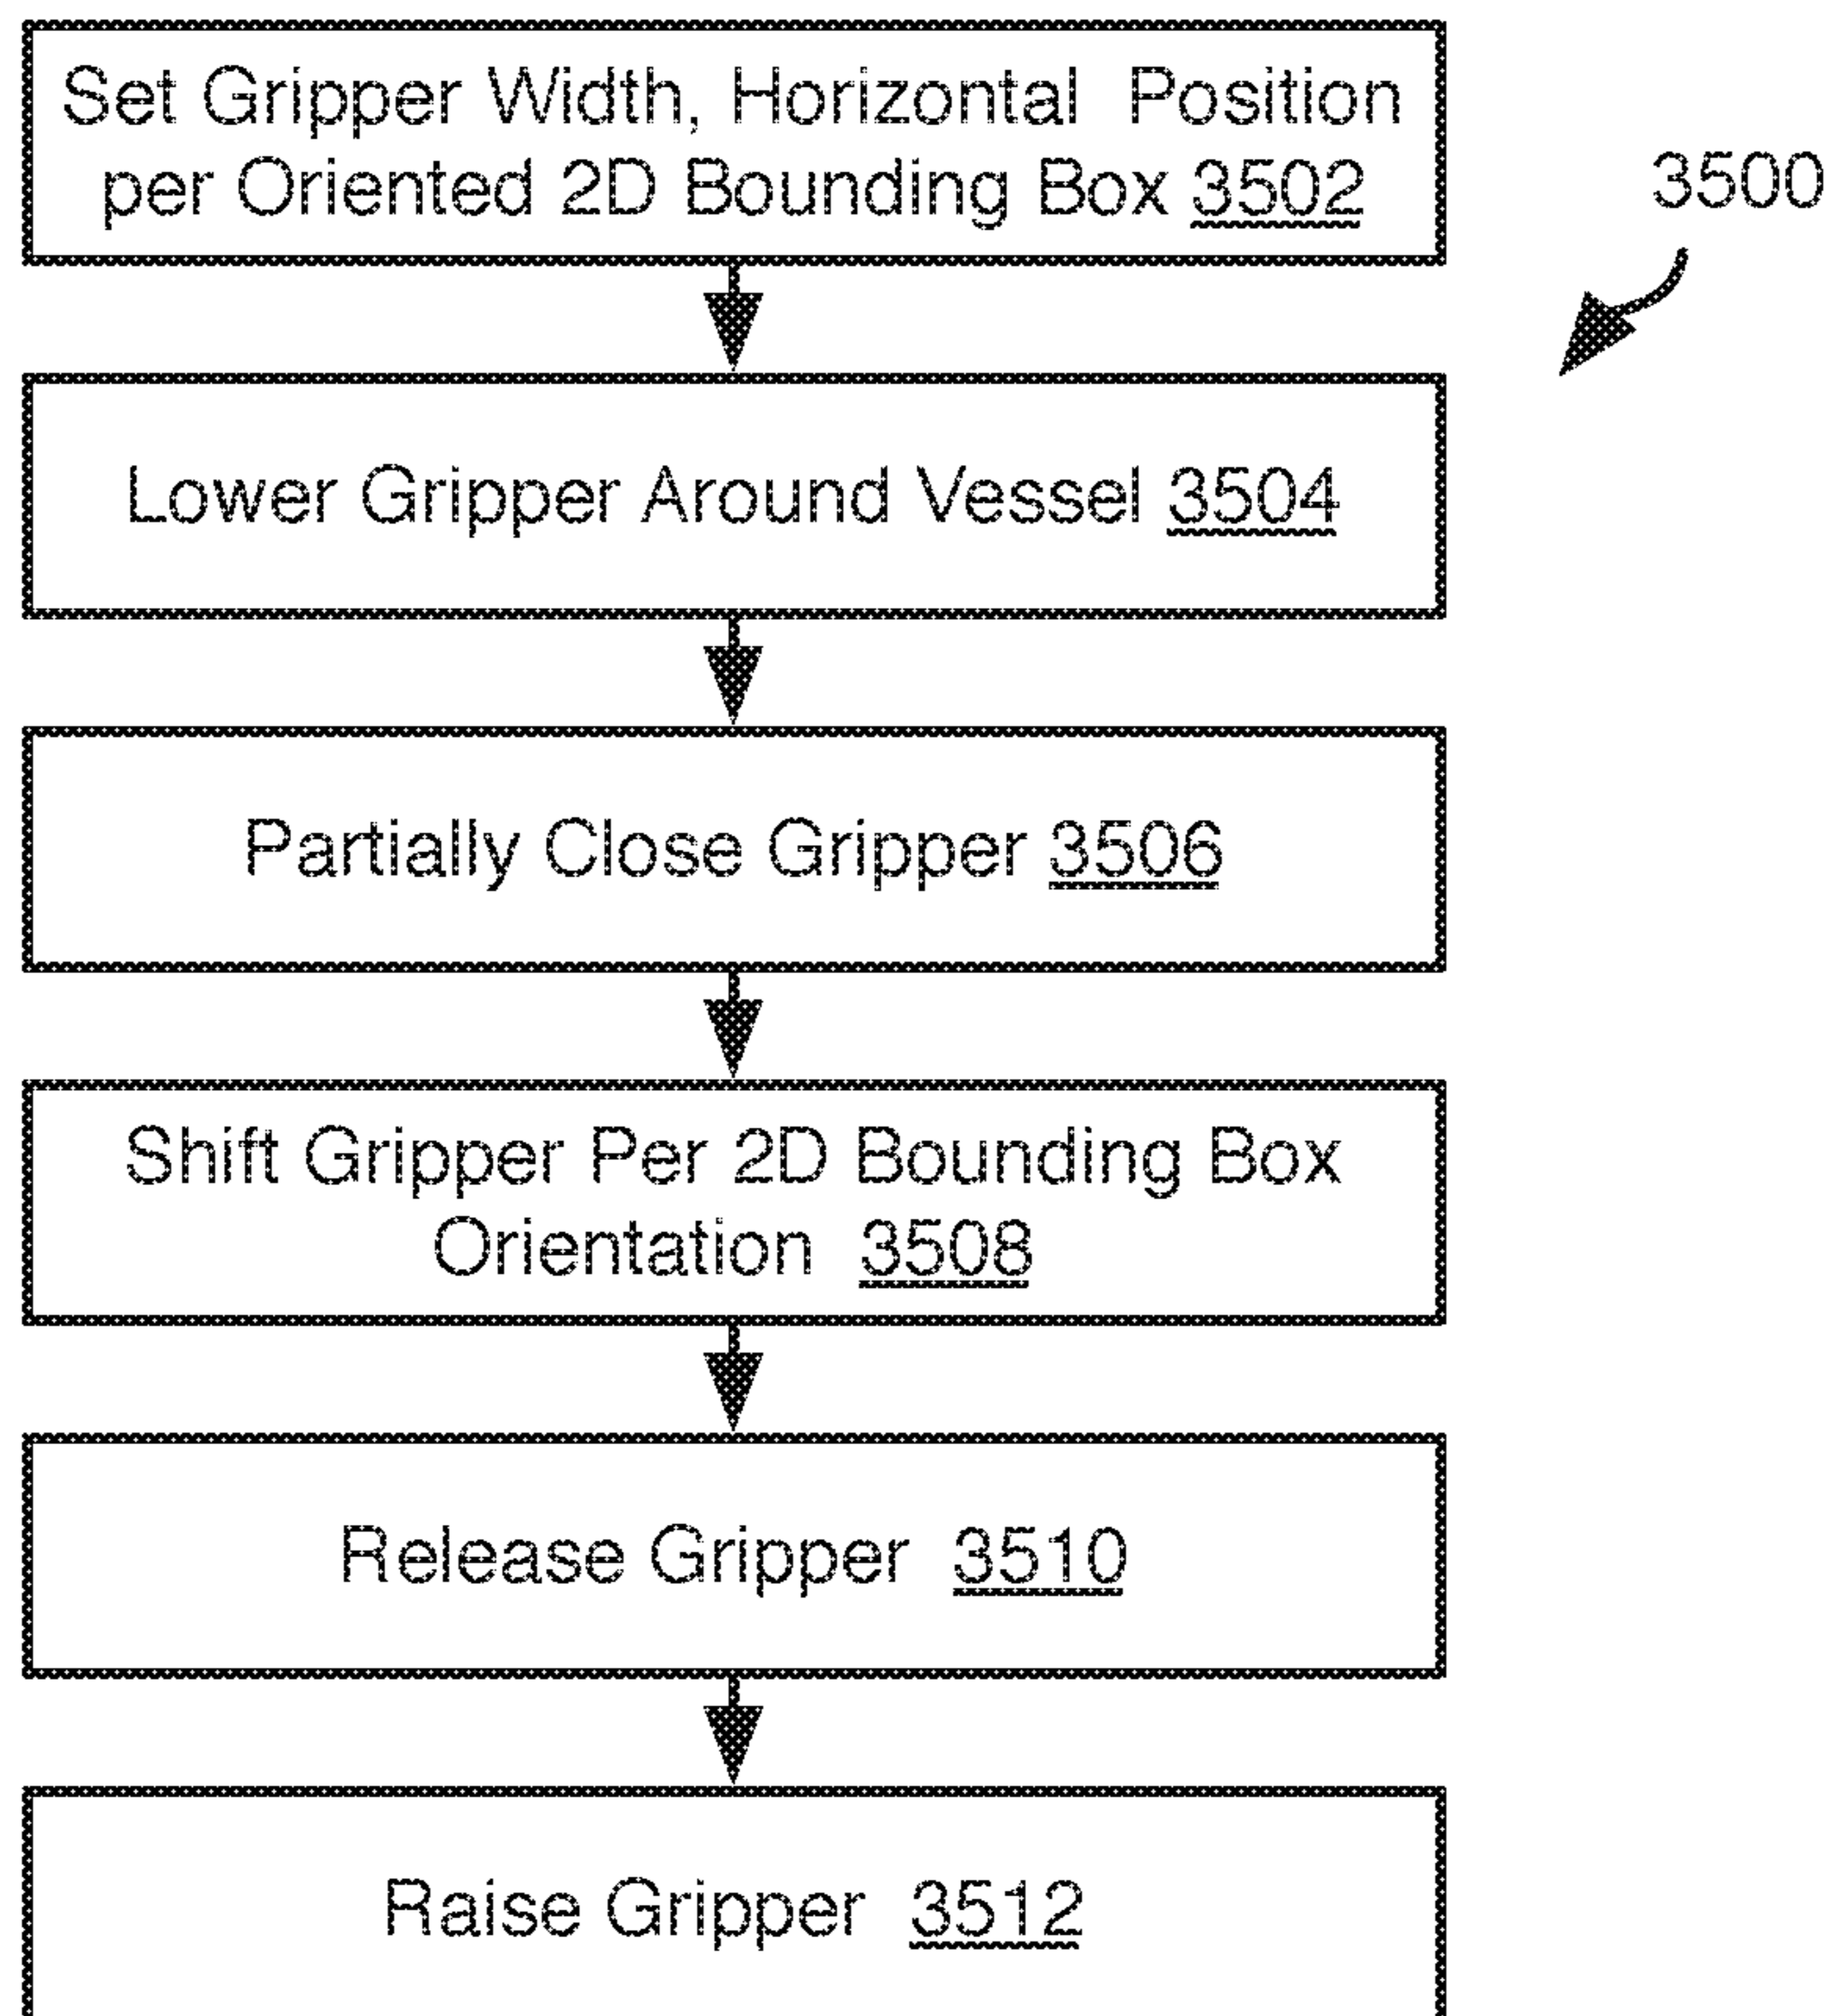 Set Gripper Width, Horizontal Position
per Oriented 2D Bounding Box 3502
3500
Lower Gripper Around Vessel 3504
Partially Close Gripper 3506
Shift Gripper Per 2D Bounding Box
Orientation 3508
Release Gripper 3510
Raise Gripper 3512